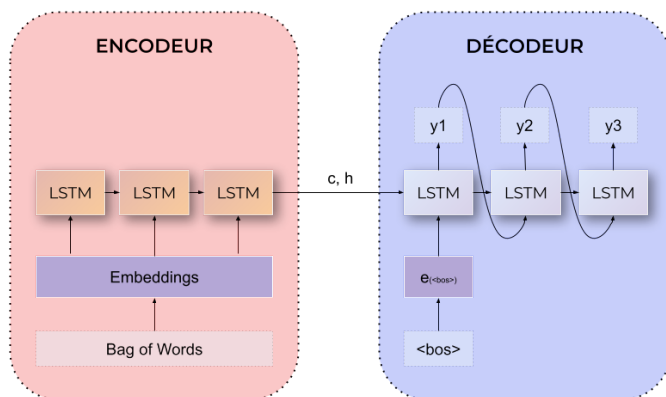 ENCODEUR
LSTM
LSTM
LSTM
Embeddings
Bag of Words
c, h
DÉCODEUR
y1
y2
y3
LSTM
LSTM
LSTM
e(<bos>)
<bos>